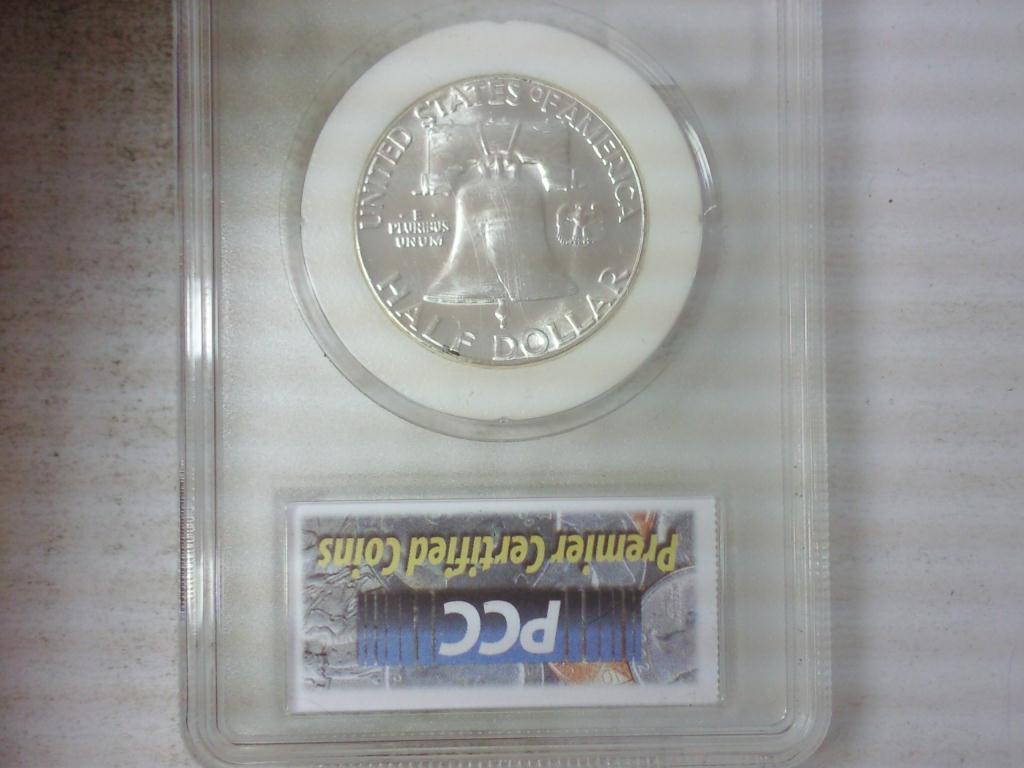 UNITED STATES OF AMERICA
E
PLURIBUS
UNUM
HALF DOLLAR
Premier Certified Coins
PCC